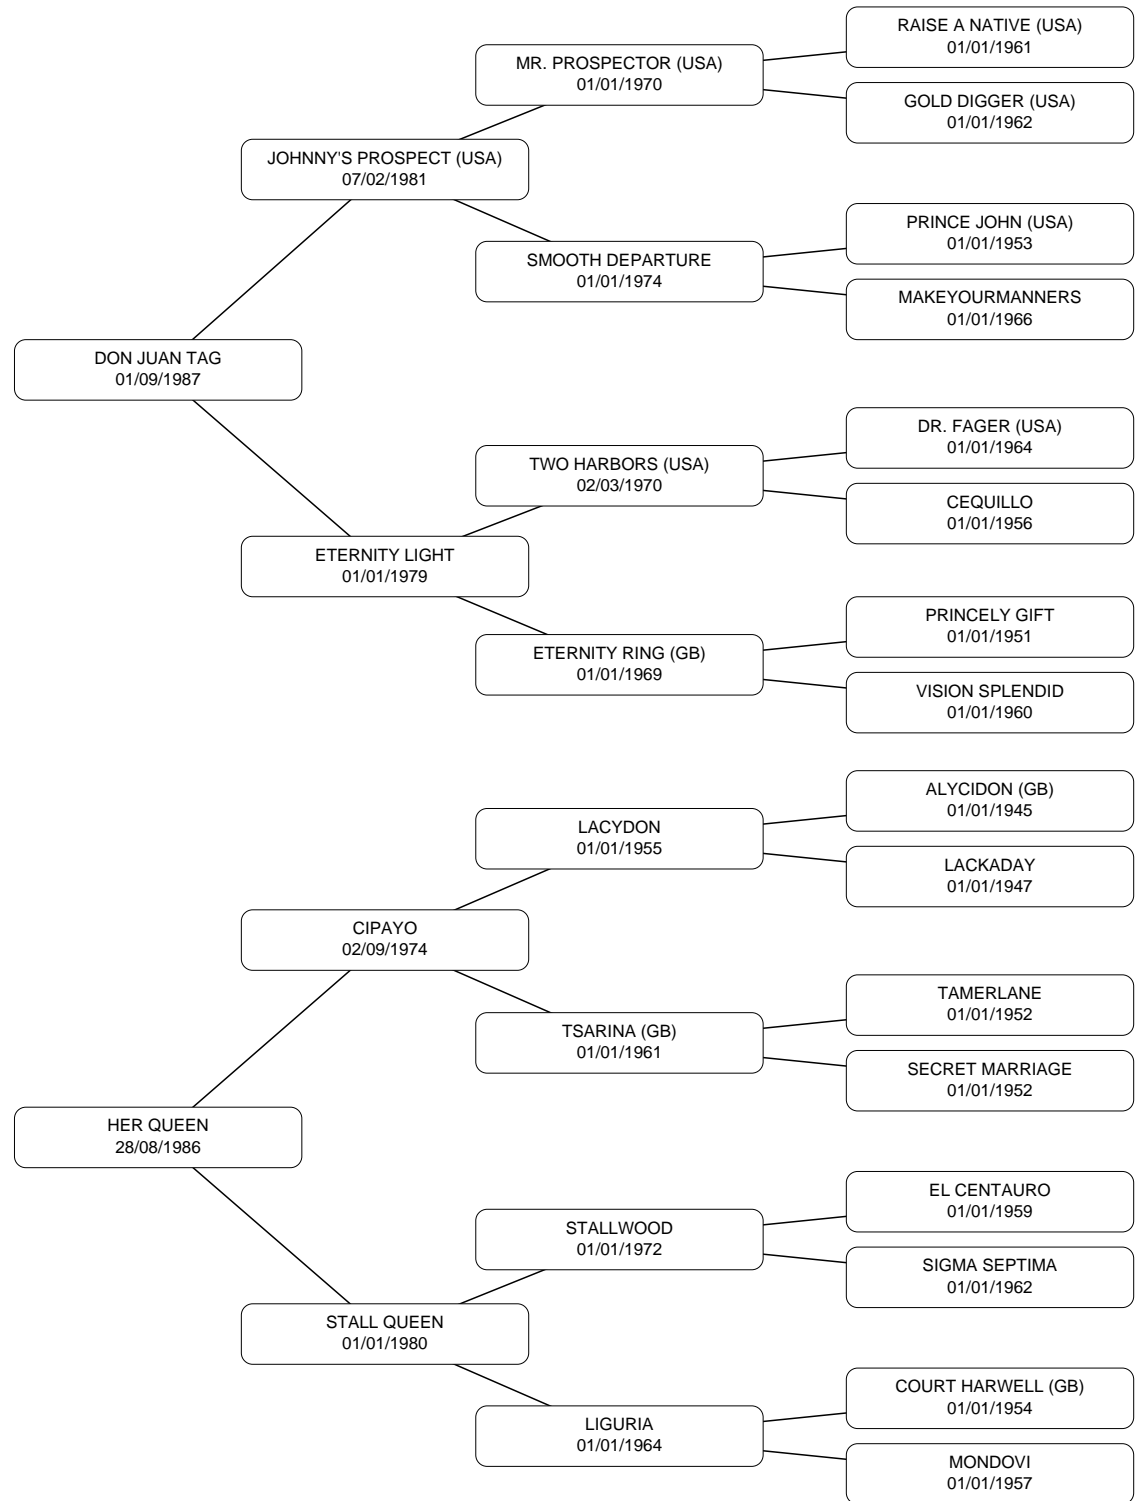 RAISE A NATIVE (USA)
01/01/1961
MR. PROSPECTOR (USA)
01/01/1970
GOLD DIGGER (USA)
01/01/1962
JOHNNY'S PROSPECT (USA)
07/02/1981
PRINCE JOHN (USA)
01/01/1953
SMOOTH DEPARTURE
01/01/1974
MAKEYOURMANNERS
01/01/1966
DON JUAN TAG
01/09/1987
DR. FAGER (USA)
01/01/1964
TWO HARBORS (USA)
02/03/1970
CEQUILLO
01/01/1956
ETERNITY LIGHT
01/01/1979
PRINCELY GIFT
01/01/1951
ETERNITY RING (GB)
01/01/1969
VISION SPLENDID
01/01/1960
ALYCIDON (GB)
01/01/1945
LACYDON
01/01/1955
LACKADAY
01/01/1947
CIPAYO
02/09/1974
TAMERLANE
01/01/1952
TSARINA (GB)
01/01/1961
SECRET MARRIAGE
01/01/1952
HER QUEEN
28/08/1986
EL CENTAURO
01/01/1959
STALLWOOD
01/01/1972
SIGMA SEPTIMA
01/01/1962
STALL QUEEN
01/01/1980
COURT HARWELL (GB)
01/01/1954
LIGURIA
01/01/1964
MONDOVI
01/01/1957